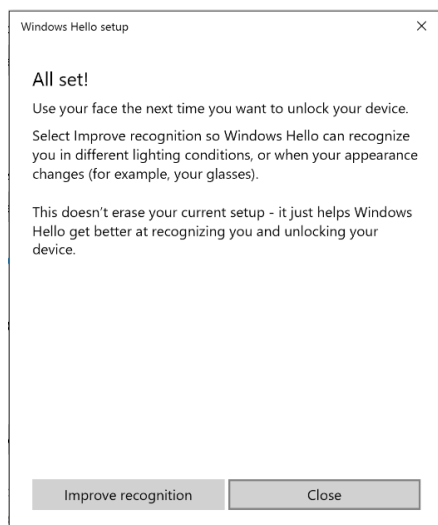 Windows Hello setup
All set!
Use your face the next time you want to unlock your device.
Select Improve recognition so Windows Hello can recognize
you in different lighting conditions, or when your appearance
changes (for example, your glasses).
This doesn't erase your current setup - it just helps Windows
Hello get better at recognizing you and unlocking your
device.
Improve recognition
Close